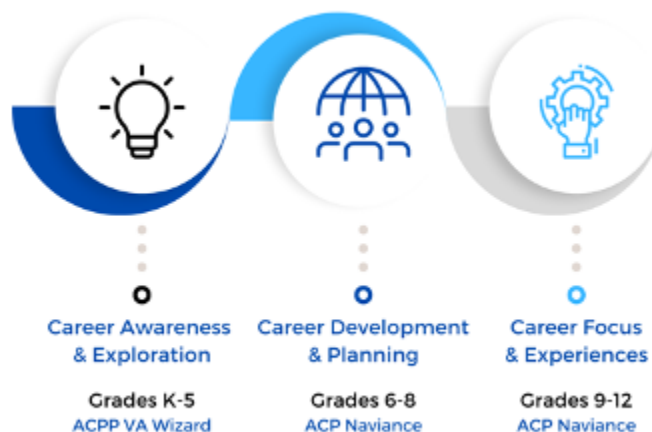 Career Awareness
& Exploration
Grades K-5
ACPP VA Wizard
Career Development
& Planning
Grades 6-8
ACP Naviance
Career Focus
& Experiences
Grades 9-12
ACP Naviance